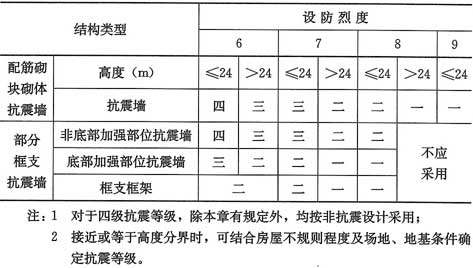 结构类型 设防烈度
6 7 8 9
配筋砌块砌体抗震墙 高度（m） ≤24 >24 ≤24 >24 ≤24 >24 ≤24
抗震墙 四 三 三 二 二 一 一
部分框支抗震墙 非底部加强部位抗震墙 四 三 三 二 二 不应采用
底部加强部位抗震墙 三 二 二 一 一
框支框架 二 二 一 一
注：1 对于四级抗震等级，除本章有规定外，均按非抗震设计采用；
2 接近或等于高度分界时，可结合房屋不规则程度及场地、地基条件确
定抗震等级。